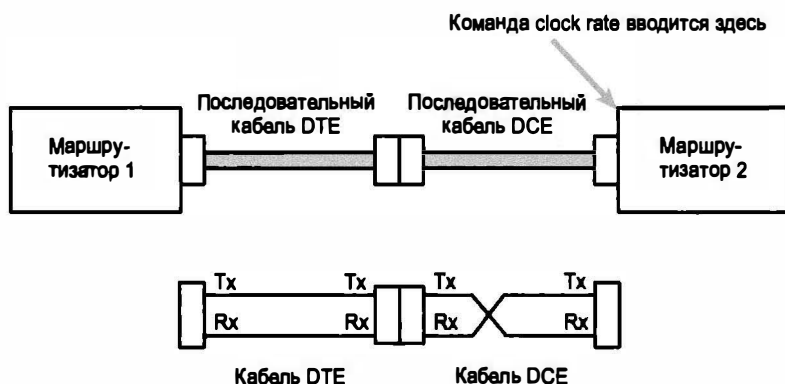 Команда clock rate вводится здесь
Последовательный
кабель DTE
Последовательный
кабель DCE
Маршру-
тизатор 1
Маршру-
тизатор 2
Tx Tx Tx Tx
Rx Rx Rx Rx
Кабель DTE
Кабель DCE